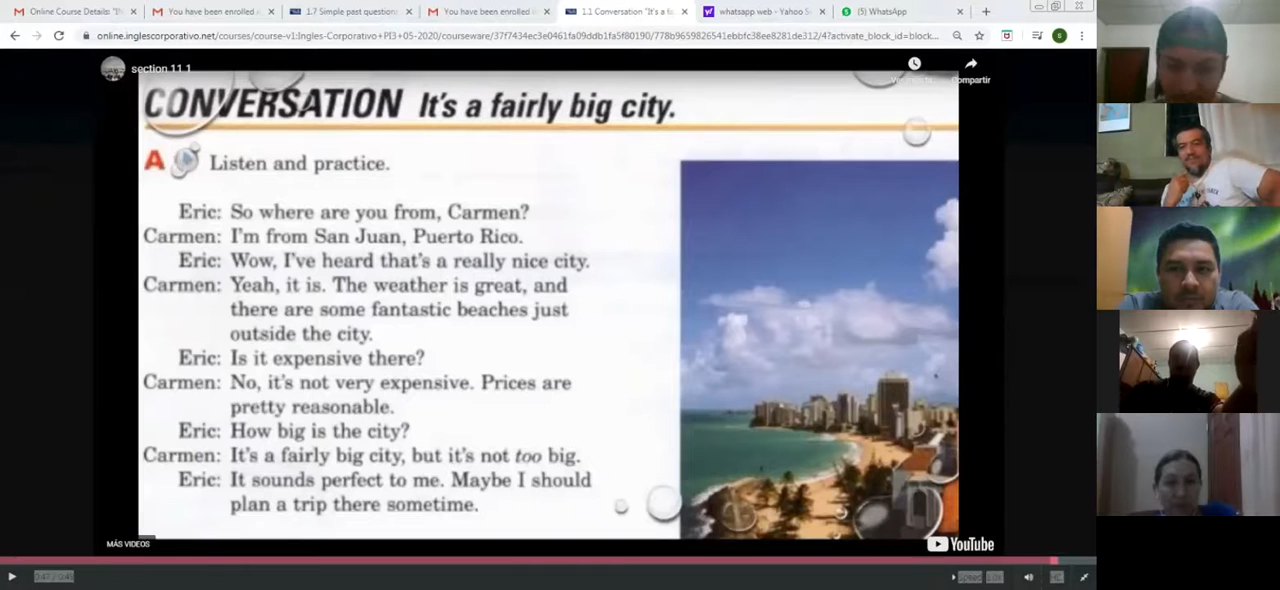 Online Course Details: "IN
You have been enrolled i
1.7 Simple past question
You have been enrolled i
1.1 Conversation "It's a f
whatsapp web - Yahoo S
(5) WhatsApp
online.inglescorporativo.net/courses/course-v1:Ingles-Corporativo+PI3+05-2020/courseware/37f7434ec3e0461fa09ddb1fa5f80190/778b9659826541ebbfc38ee8281de312/4?activate_block_id=block...
section 11.1
Compartir
CONVERSATION It's a fairly big city.
A Listen and practice.
Eric: So where are you from, Carmen?
Carmen: I'm from San Juan, Puerto Rico.
Eric: Wow, I've heard that's a really nice city.
Carmen: Yeah, it is. The weather is great, and
there are some fantastic beaches just
outside the city.
Eric: Is it expensive there?
Carmen: No, it's not very expensive. Prices are
pretty reasonable.
Eric: How big is the city?
Carmen: It's a fairly big city, but it's not too big.
Eric: It sounds perfect to me. Maybe I should
plan a trip there sometime.
MÁS VIDEOS
YouTube
Speed